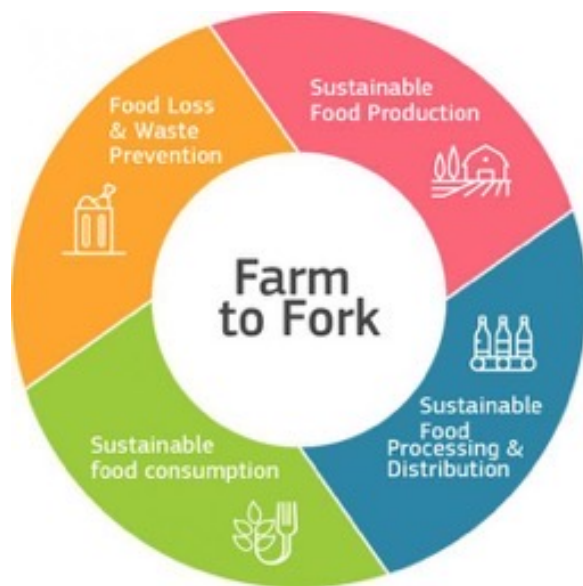 Food Loss
& Waste
Prevention
Sustainable
Food Production
Farm
to Fork
Sustainable
Food
Processing &
Distribution
Sustainable
food consumption